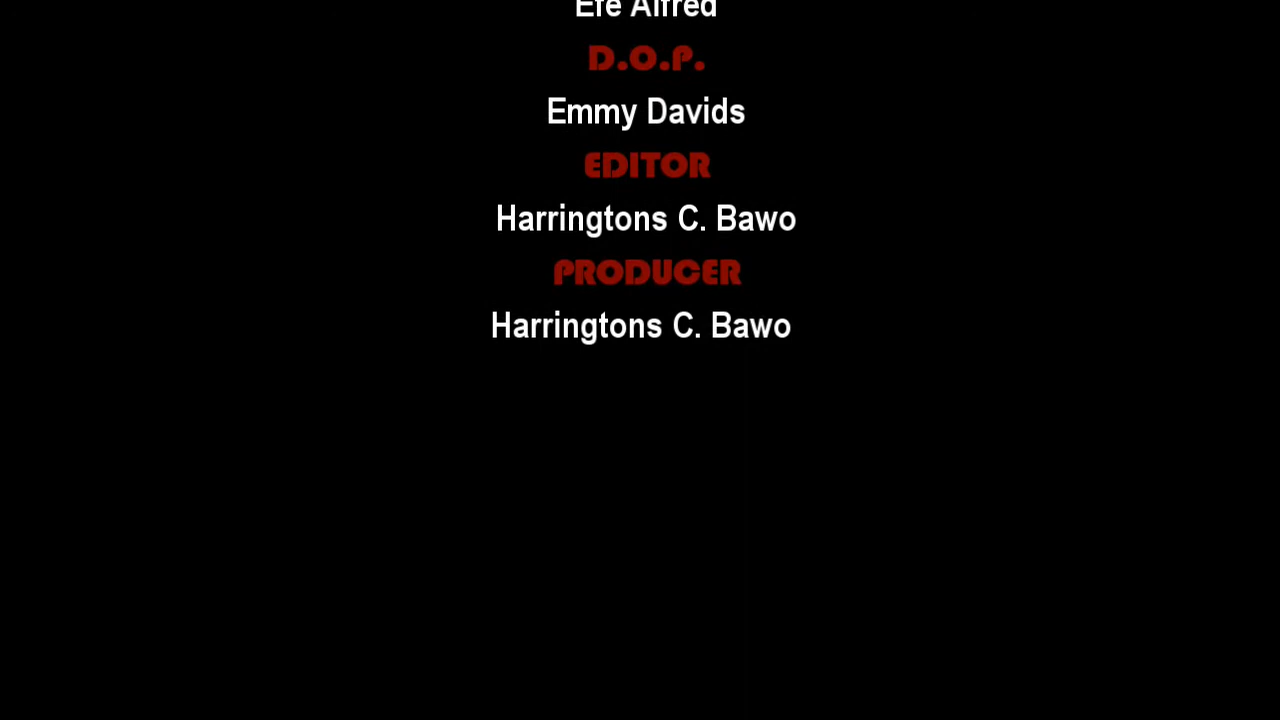 Efe Alfred
D.O.P.
Emmy Davids
EDITOR
Harringtons C. Bawo
PRODUCER
Harringtons C. Bawo